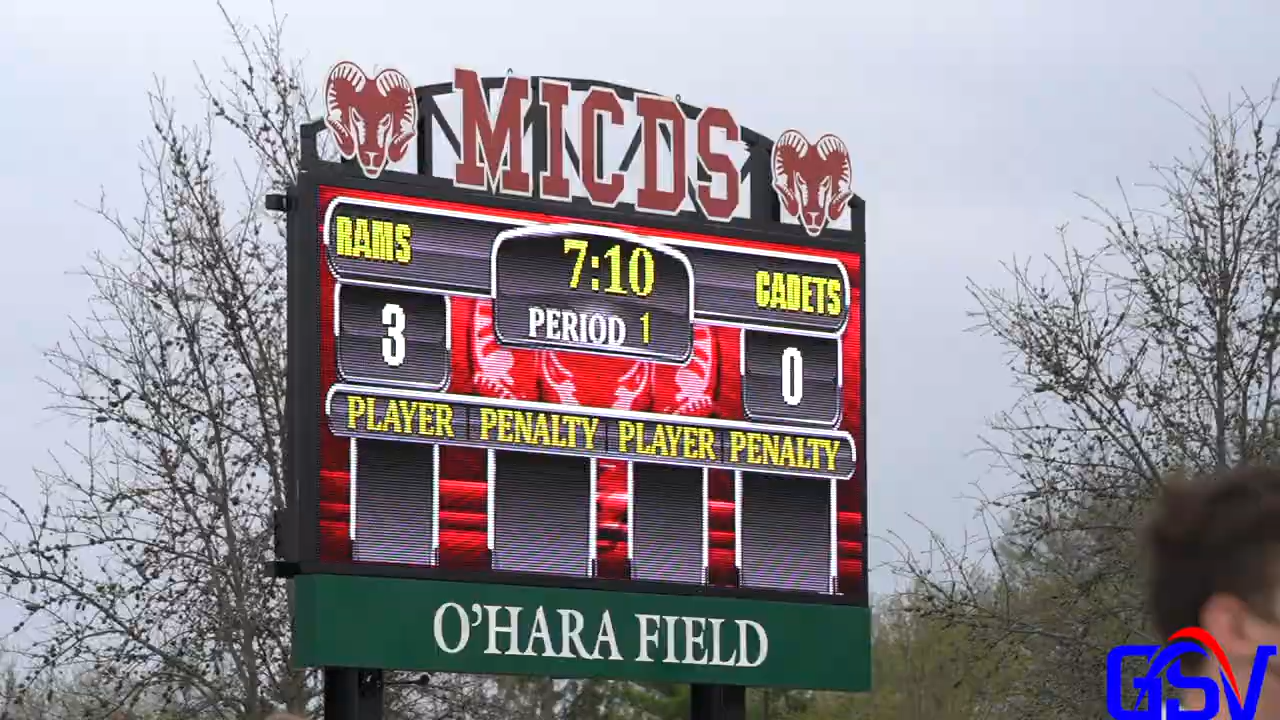 MICDS
RAMS 7:10 CADETS
3 PERIOD 1 0
PLAYER PENALTY PLAYER PENALTY
O'HARA FIELD
GSV